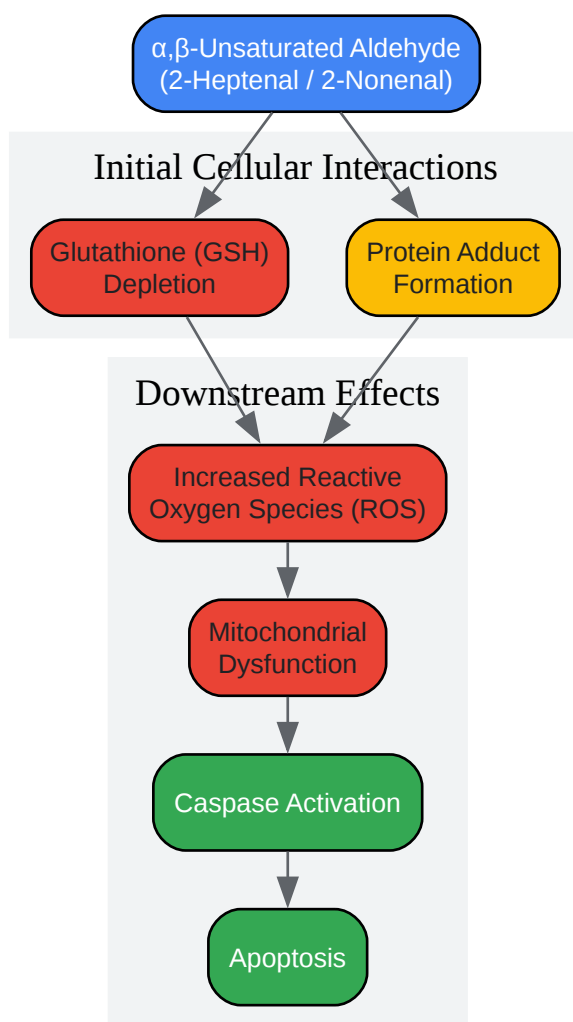 α,β-Unsaturated Aldehyde
(2-Heptenal / 2-Nonenal)
Initial Cellular Interactions
Glutathione (GSH)
Depletion
Protein Adduct
Formation
Downstream Effects
Increased Reactive
Oxygen Species (ROS)
Mitochondrial
Dysfunction
Caspase Activation
Apoptosis